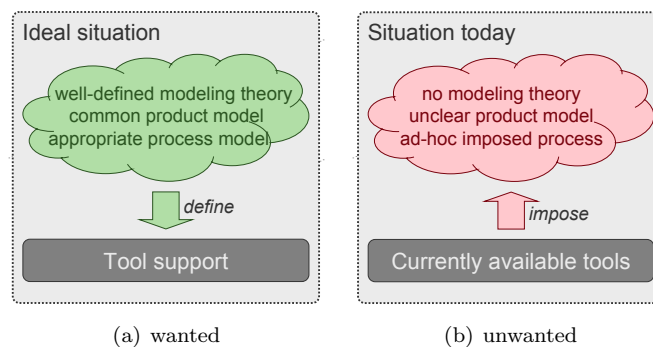 Ideal situation
well-defined modeling theory
common product model
appropriate process model
define
Tool support
(a) wanted
Situation today
no modeling theory
unclear product model
ad-hoc imposed process
impose
Currently available tools
(b) unwanted